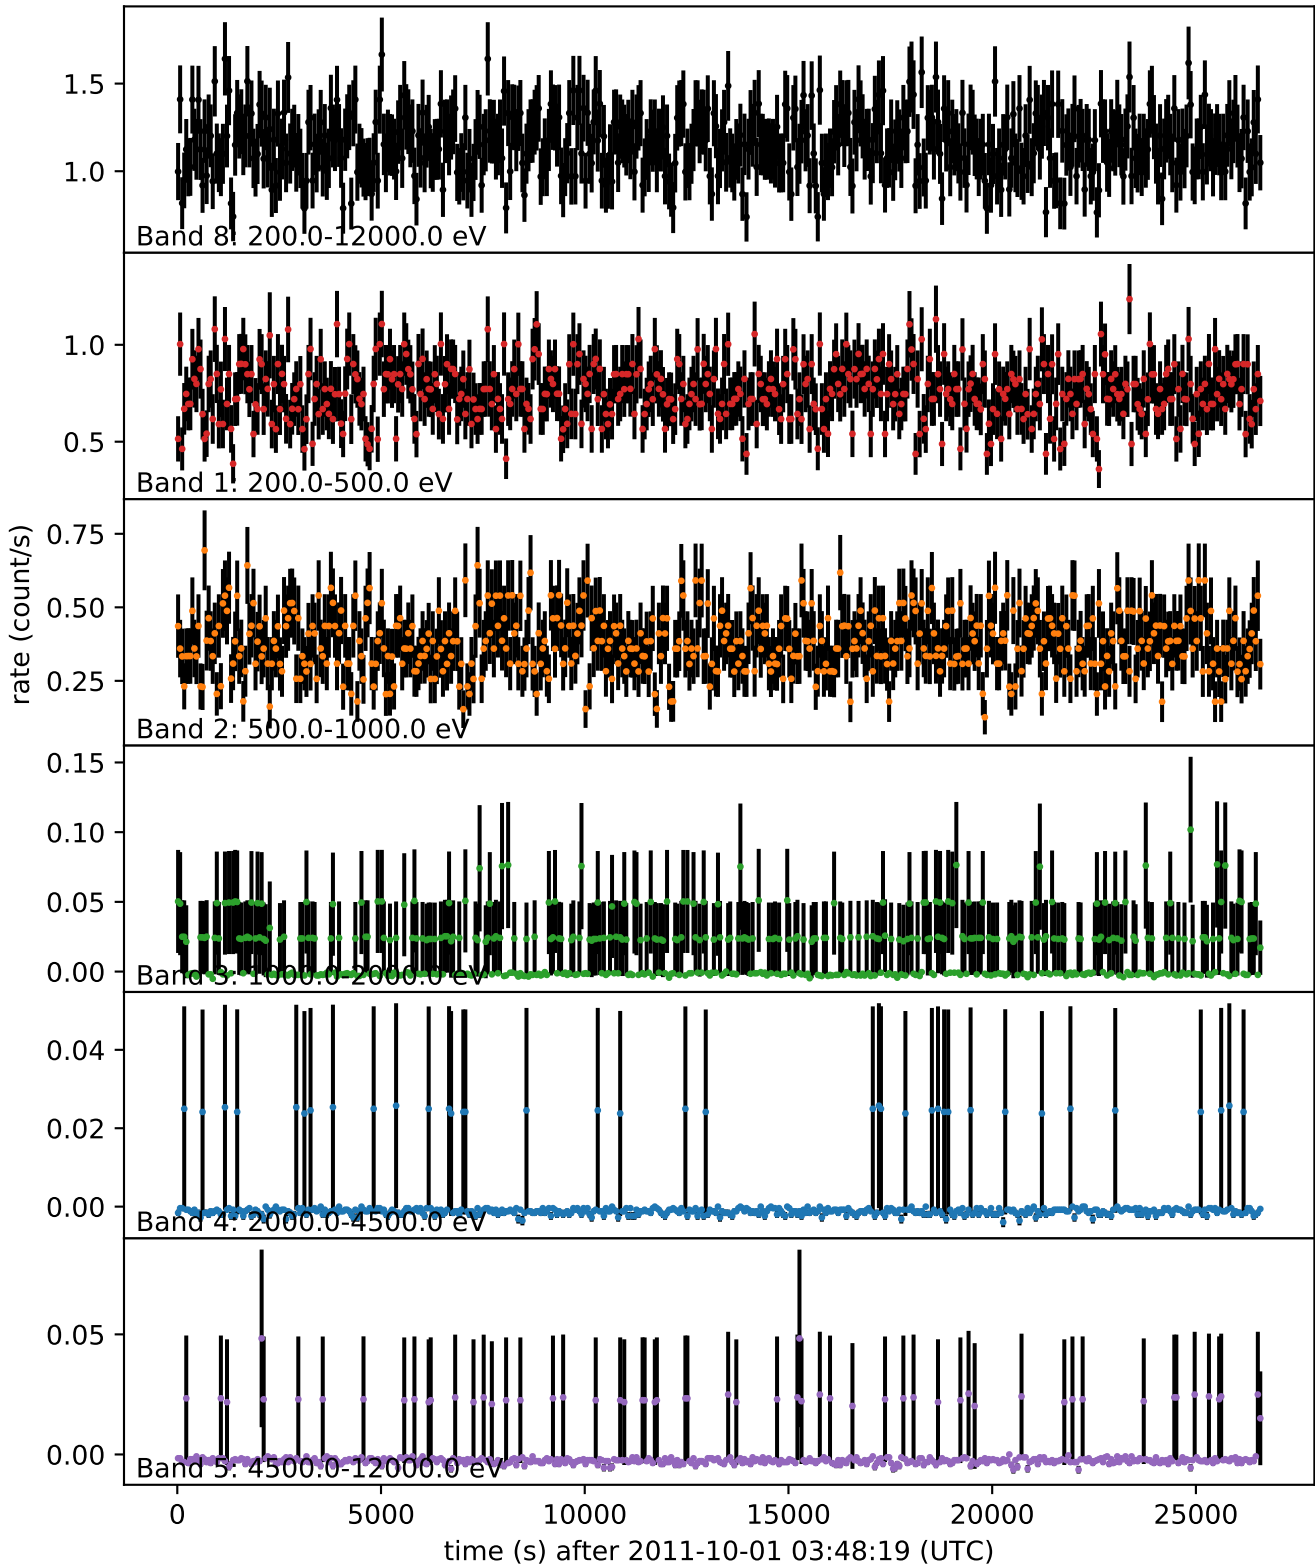 1.5
1.0
Band 8: 200.0-12000.0 eV
1.0
0.5
Band 1: 200.0-500.0 eV
rate (count/s)
0.75
0.50
0.25
Band 2: 500.0-1000.0 eV
0.15
0.10
0.05
0.00
Band 3: 1000.0-2000.0 eV
0.04
0.02
0.00
Band 4: 2000.0-4500.0 eV
0.05
0.00
Band 5: 4500.0-12000.0 eV
0 5000 10000 15000 20000 25000
time (s) after 2011-10-01 03:48:19 (UTC)